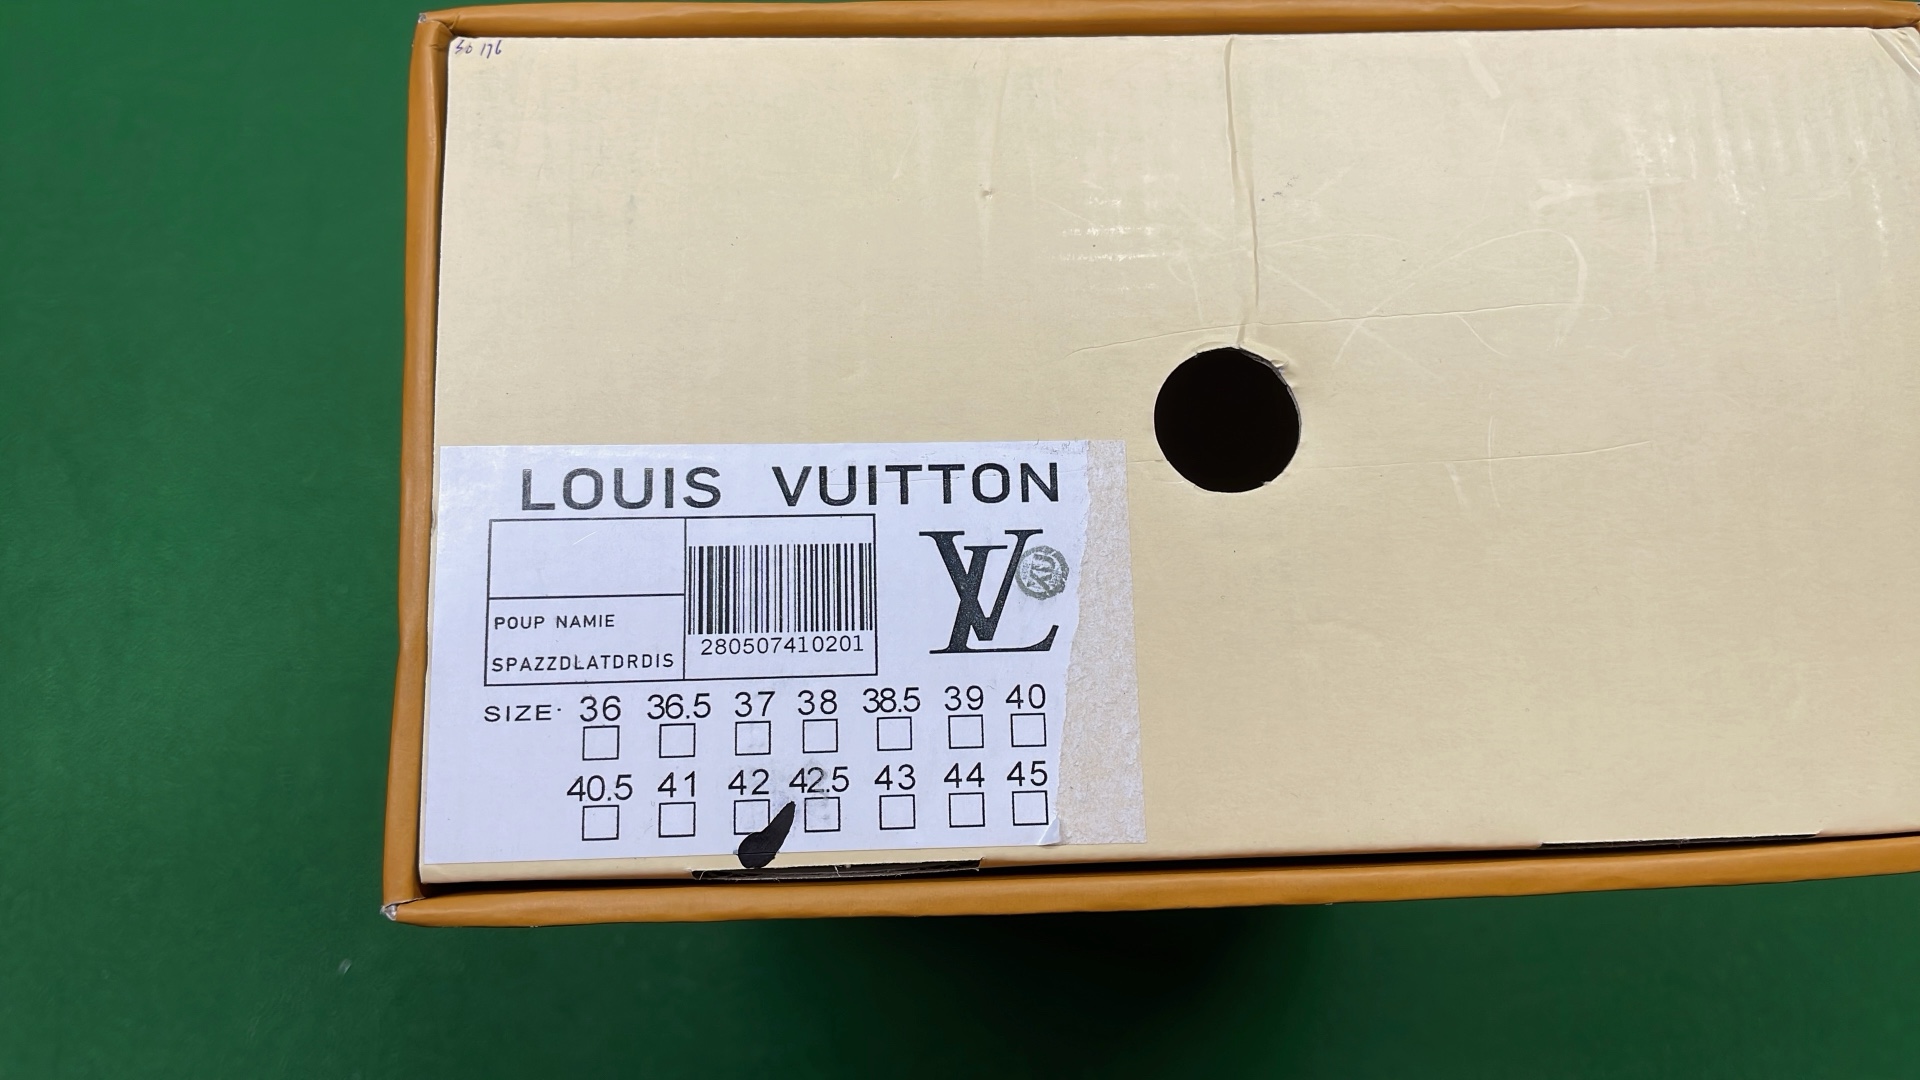 LOUIS VUITTON
POUP NAMIE
SPAZZDLATDRDIS
280507410201
LV
SIZE: 36 36.5 37 38 38.5 39 40
40.5 41 42 42.5 43 44 45